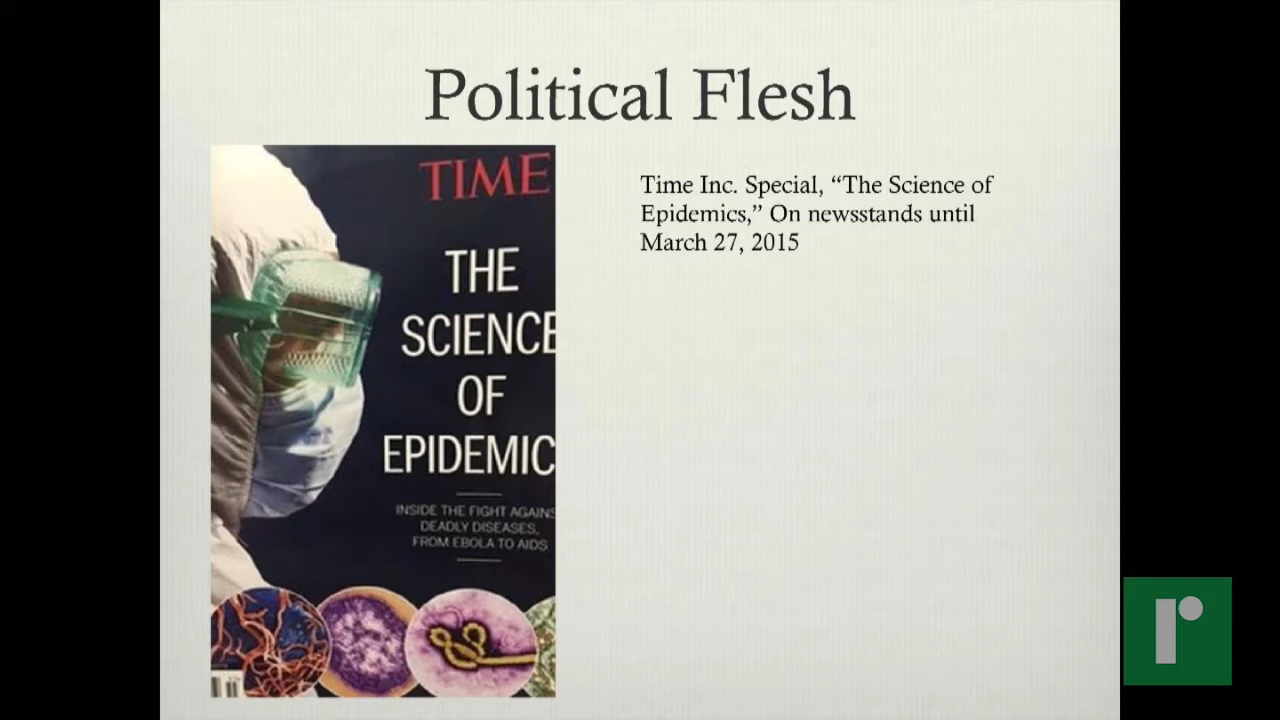 Political Flesh
TIME
THE
SCIENCE
OF
EPIDEMIC
INSIDE THE FIGHT AGAINS
DEADLY DISEASES,
FROM EBOLA TO AIDS
Time Inc. Special, “The Science of
Epidemics,” On newsstands until
March 27, 2015
r